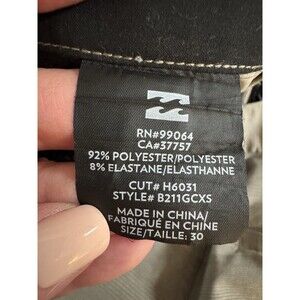 RN#99064
CA#37757
92% POLYESTER/POLYESTER
8% ELASTANE/ELASTHANNE
CUT# H6031
STYLE# B211GCXS
MADE IN CHINA/
FABRIQUÉ EN CHINE
SIZE/TAILLE: 30